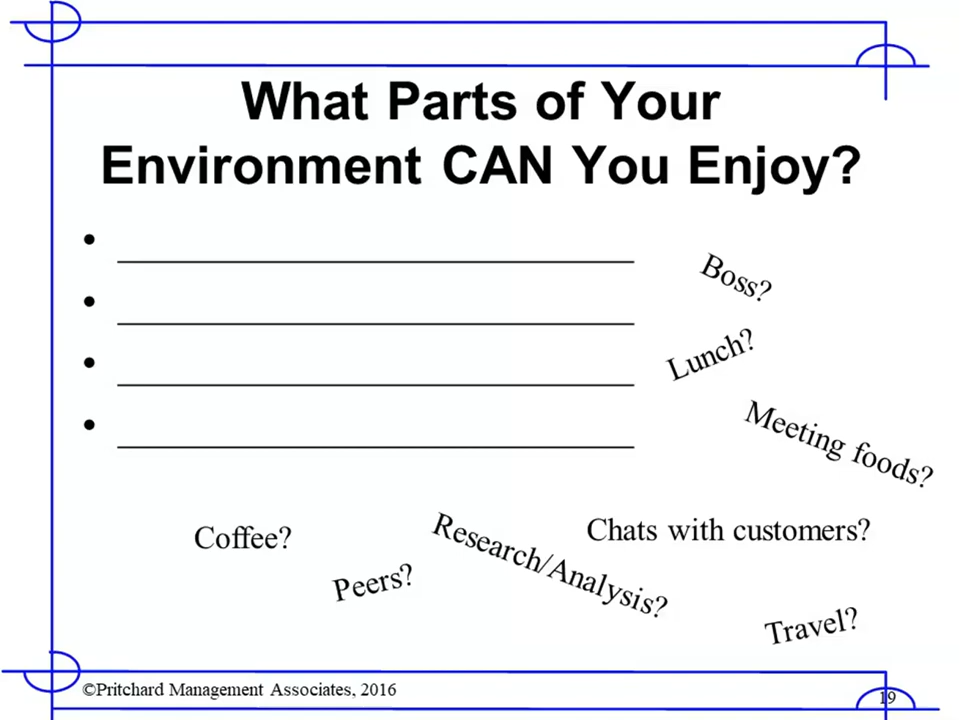 What Parts of Your
Environment CAN You Enjoy?
•
•
•
•
Boss?
Lunch?
Meeting foods?
Coffee?
Peers?
Research/Analysis?
Chats with customers?
Travel?
©Pritchard Management Associates, 2016
19